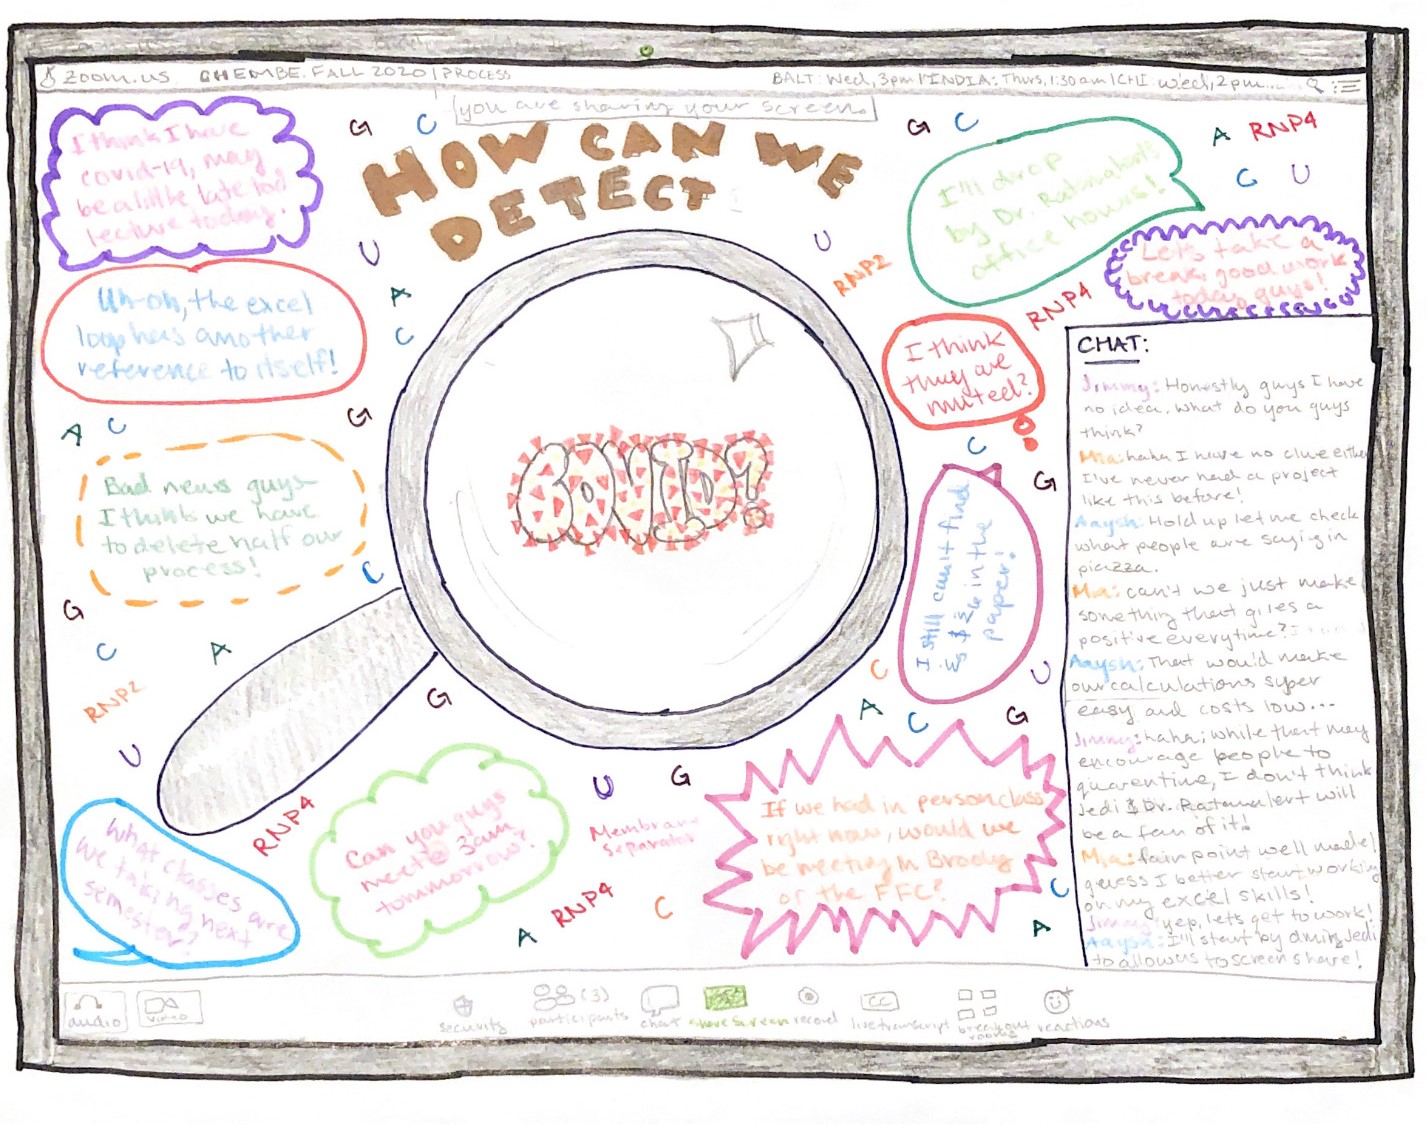 zoom.us CHEMBE. FALL 2020 | PROCESS BALT: Wed, 3pm | INDIA: Thurs, 1:30 am | CHI: Wed, 2pm...
you are sharing your screen.
HOW CAN WE
DETECT
COVID?
I think I have
covid-19, may
be a little late to
lecture today.
Uh-oh, the excel
loop has another
reference to itself!
Bad news guys
I think we have
to delete half our
process!
What classes are
we taking next
semester?
Can you guys
meet @ 3am
tommorrow?
If we had in person class
right now, would we
be meeting in Brody
or the FFC?
I still can't find
in the
paper!
I think
they are
muted?
I'll drop
by Dr.
office hours!
Let's take a
break, good work
today guys!
G C
G C
A RNP4
C U
U
U
RNP2
A
C
RNP4
G
A C
C
G
C
G
C A
RNP2
U
G
C
A C
U
G
RNP4
U G
Membrane
Separator
RNP4
C
A
C
A
CHAT:
Jimmy: Honestly guys I have
no idea. What do you guys
think?
Mia: haha I have no clue either
I've never had a project
like this before!
Aaysh: Hold up let me check
what people are saying in
piazza.
Mia: can't we just make
something that gives a
positive everytime?
Aaysh: That would make
our calculations super
easy and costs low...
Jimmy: haha; while that may
encourage people to
quarentine, I don't think
Jedi & Dr. will
be a fan of it!
Mia: fair point well made!
guess I better start working
on my excel skills!
Jimmy: yep, lets get to work!
Aaysh: I'll start by dming Jedi
to allow us to screen share!
audio video security participants (3) chat share screen record live transcript breakout rooms reactions
CC